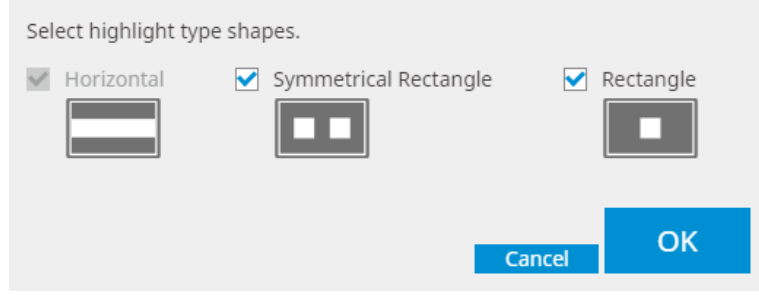 Select highlight type shapes.
Horizontal Symmetrical Rectangle Rectangle
OK
Cancel